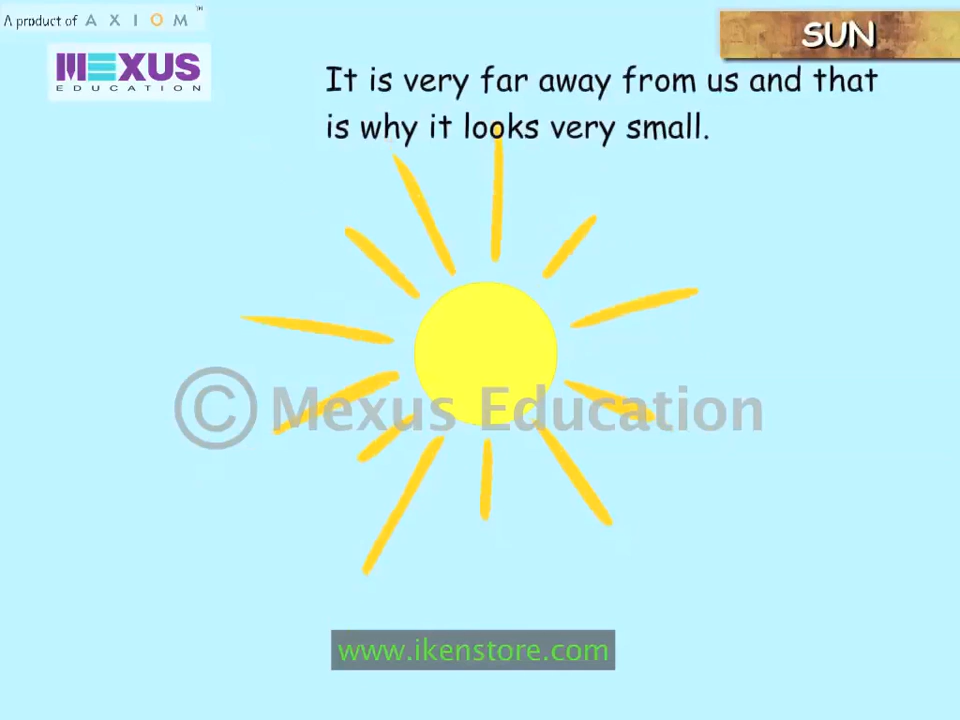 A product of AXIOM™
MEXUS
EDUCATION
SUN
It is very far away from us and that
is why it looks very small.
© Mexus Education
www.ikenstore.com